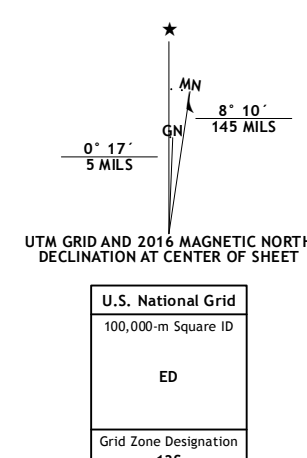 ★
MN
GN
8° 10´
145 MILS
0° 17´
5 MILS
UTM GRID AND 2016 MAGNETIC NORTH
DECLINATION AT CENTER OF SHEET
U.S. National Grid
100,000-m Square ID
ED
Grid Zone Designation